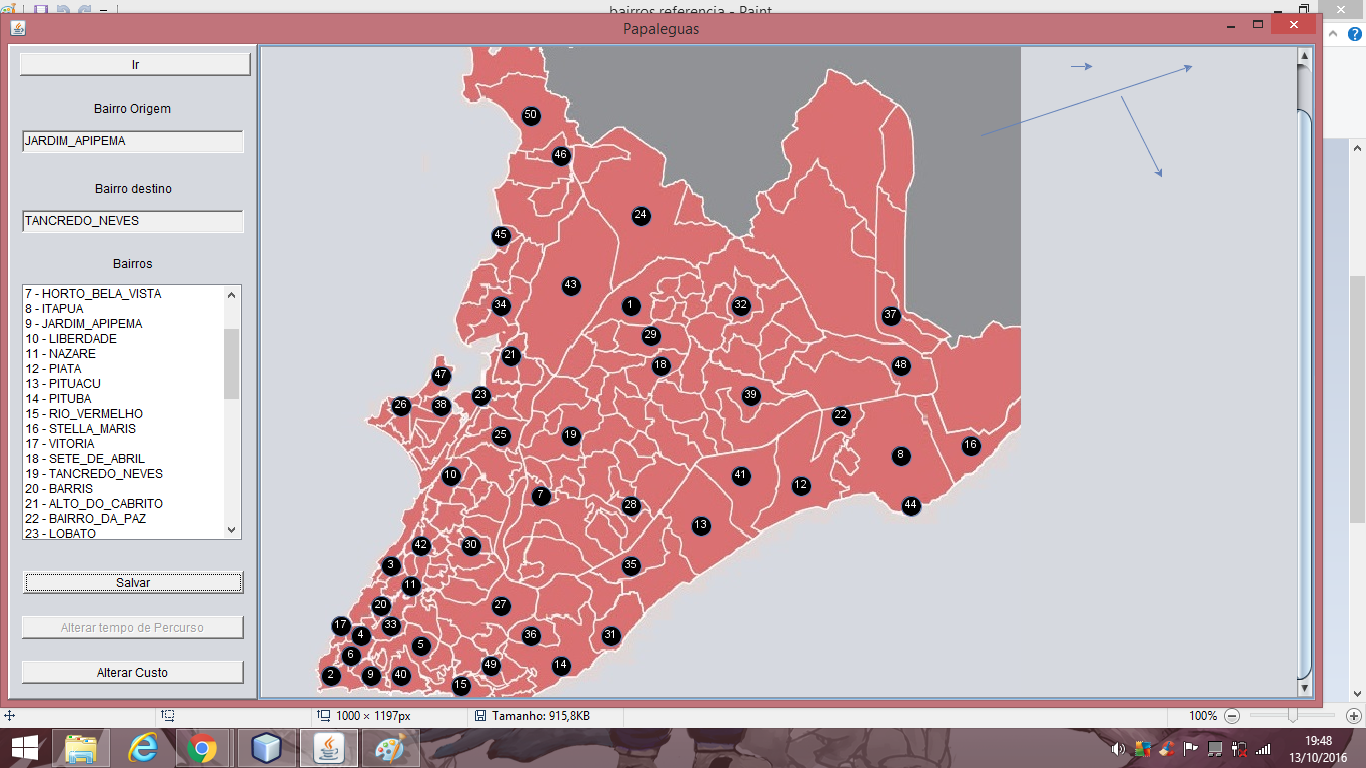 bairros referencia - Paint
Papaleguas
Ir
Bairro Origem
JARDIM_APIPEMA
Bairro destino
TANCREDO_NEVES
Bairros
7 - HORTO_BELA_VISTA
8 - ITAPUA
9 - JARDIM_APIPEMA
10 - LIBERDADE
11 - NAZARE
12 - PIATA
13 - PITUACU
14 - PITUBA
15 - RIO_VERMELHO
16 - STELLA_MARIS
17 - VITORIA
18 - SETE_DE_ABRIL
19 - TANCREDO_NEVES
20 - BARRIS
21 - ALTO_DO_CABRITO
22 - BAIRRO_DA_PAZ
23 - LOBATO
Salvar
Alterar tempo de Percurso
Alterar Custo
50
46
24
45
43
34
1
32
37
29
21
18
48
47
23
39
26
38
22
25
19
16
8
10
41
12
7
28
44
13
42
30
3
35
11
20
27
17
33
4
36
31
5
6
49
14
2
9
40
15
1000 × 1197px
Tamanho: 915,8KB
100%
19:48
13/10/2016